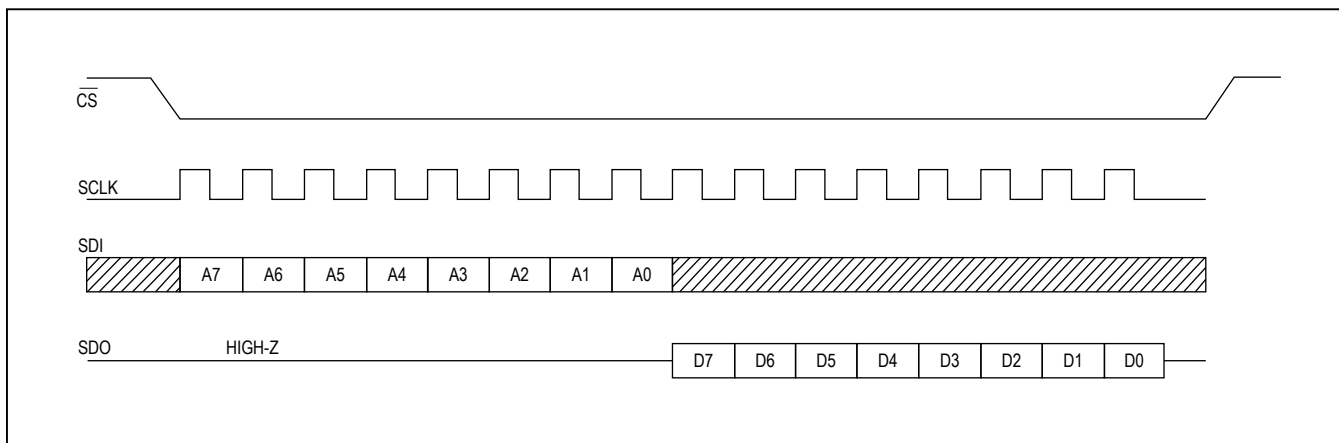 C̅S̅
SCLK
SDI
A7 A6 A5 A4 A3 A2 A1 A0
SDO HIGH-Z
D7 D6 D5 D4 D3 D2 D1 D0